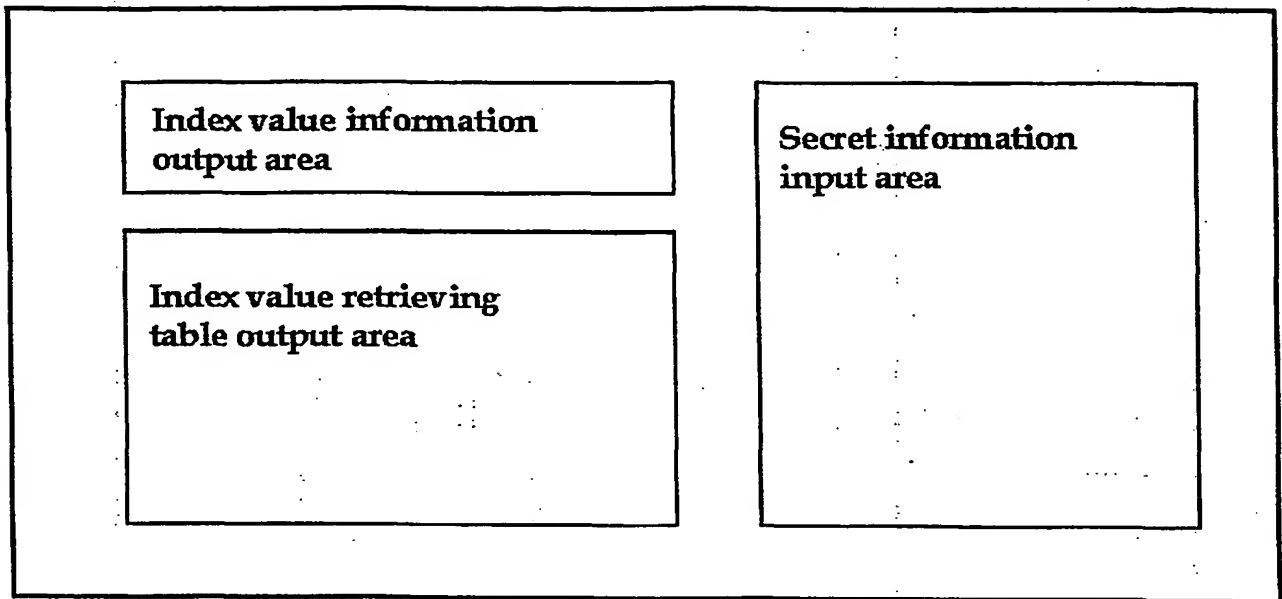 Index value information
output area
Index value retrieving
table output area
Secret information
input area